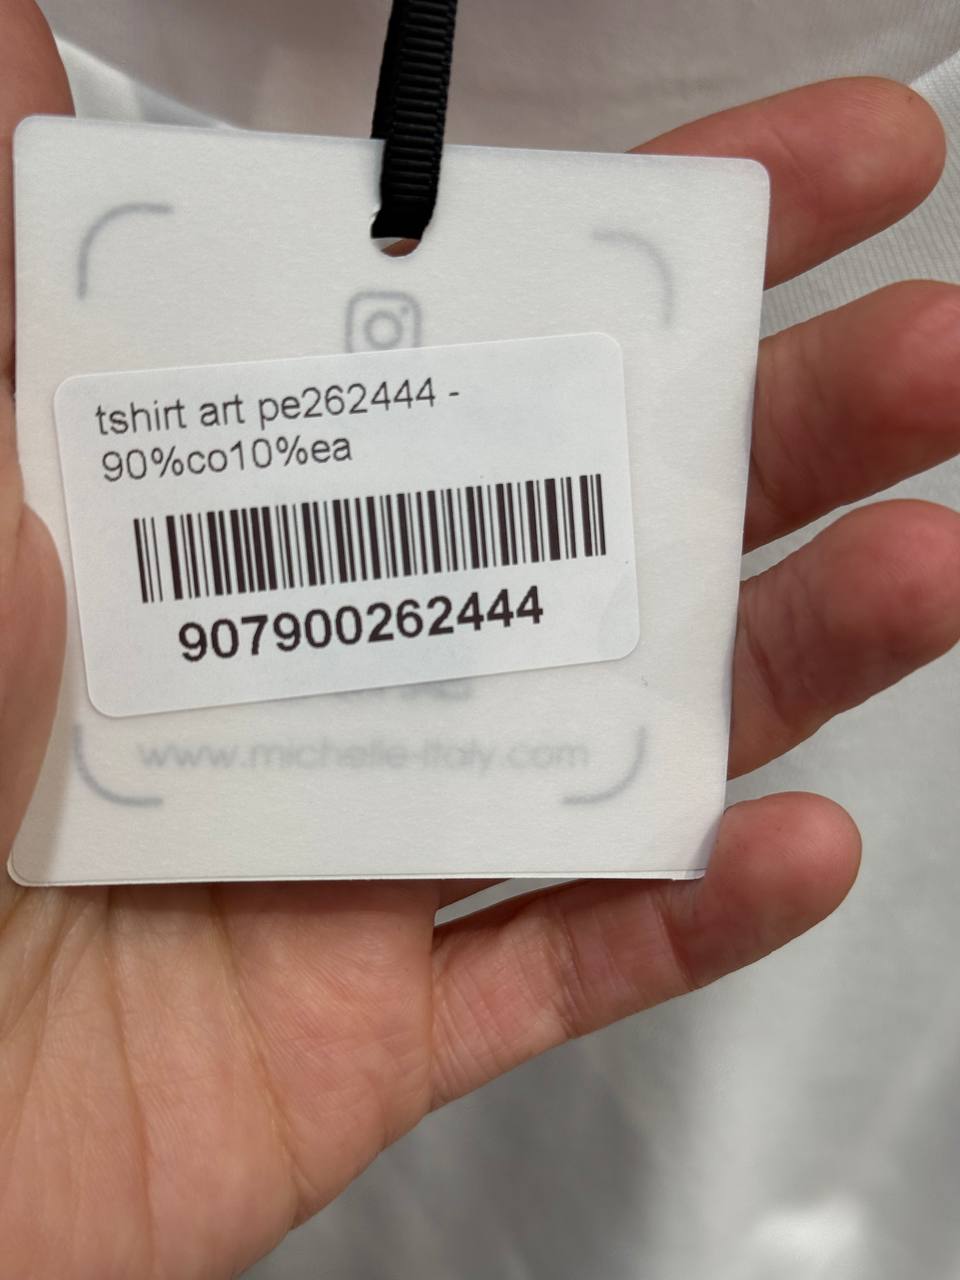 tshirt art pe262444 -
90%co10%ea
907900262444
www.michelle-italy.com